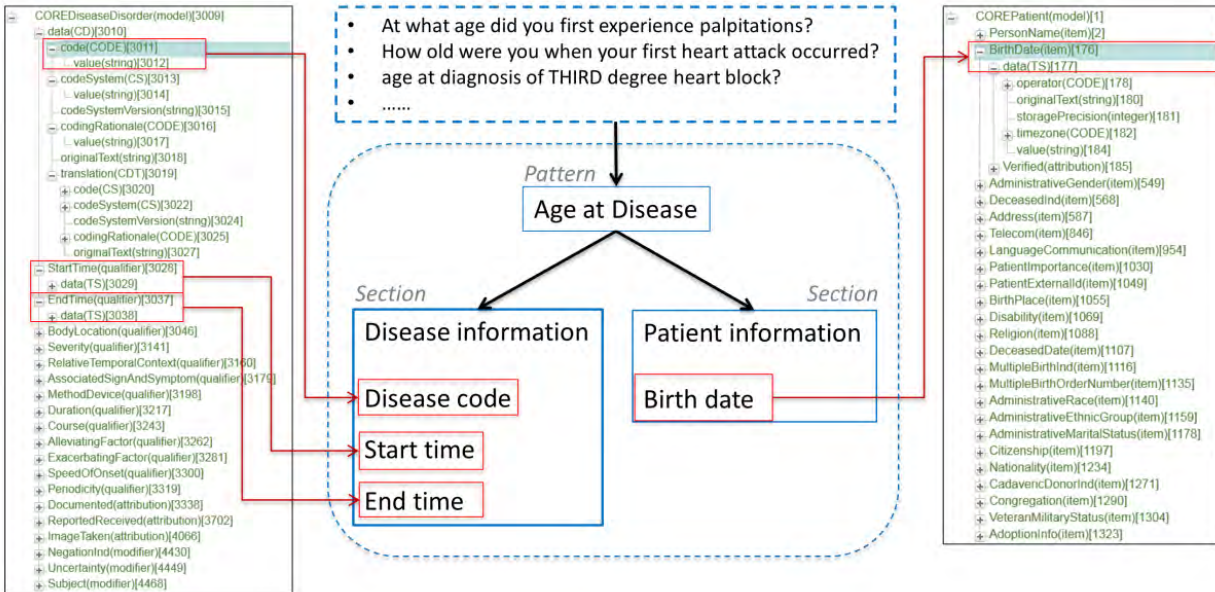 COREDiseaseDisorder(model)[3009]
data(CD)[3010]
code(CODE)[3011]
value(string)[3012]
codeSystem(CS)[3013]
value(string)[3014]
codeSystemVersion(string)[3015]
codingRationale(CODE)[3016]
value(string)[3017]
originalText(string)[3018]
translation(CDT)[3019]
code(CS)[3020]
codeSystem(CS)[3022]
codeSystemVersion(string)[3024]
codingRationale(CODE)[3025]
originalText(string)[3027]
StartTime(qualifier)[3028]
data(TS)[3029]
EndTime(qualifier)[3037]
data(TS)[3038]
BodyLocation(qualifier)[3046]
Severity(qualifier)[3141]
RelativeTemporalContext(qualifier)[3160]
AssociatedSignAndSymptom(qualifier)[3179]
MethodDevice(qualifier)[3198]
Duration(qualifier)[3217]
Course(qualifier)[3243]
AlleviatingFactor(qualifier)[3262]
ExacerbatingFactor(qualifier)[3281]
SpeedOfOnset(qualifier)[3300]
Periodicity(qualifier)[3319]
Documented(attribution)[3338]
ReportedReceived(attribution)[3702]
ImageTaken(attribution)[4066]
NegationInd(modifier)[4430]
Uncertainty(modifier)[4449]
Subject(modifier)[4468]
• At what age did you first experience palpitations?
• How old were you when your first heart attack occurred?
• age at diagnosis of THIRD degree heart block?
• ......
Pattern
Age at Disease
Section
Disease information
Disease code
Start time
End time
Section
Patient information
Birth date
COREPatient(model)[1]
PersonName(item)[2]
BirthDate(item)[176]
data(TS)[177]
operator(CODE)[178]
originalText(string)[180]
storagePrecision(integer)[181]
timezone(CODE)[182]
value(string)[184]
Verified(attribution)[185]
AdministrativeGender(item)[549]
DeceasedInd(item)[568]
Address(item)[587]
Telecom(item)[846]
LanguageCommunication(item)[954]
PatientImportance(item)[1030]
PatientExternalId(item)[1049]
BirthPlace(item)[1055]
Disability(item)[1069]
Religion(item)[1088]
DeceasedDate(item)[1107]
MultipleBirthInd(item)[1116]
MultipleBirthOrderNumber(item)[1135]
AdministrativeRace(item)[1140]
AdministrativeEthnicGroup(item)[1159]
AdministrativeMaritalStatus(item)[1178]
Citizenship(item)[1197]
Nationality(item)[1234]
CadavericDonorInd(item)[1271]
Congregation(item)[1290]
VeteranMilitaryStatus(item)[1304]
AdoptionInfo(item)[1323]